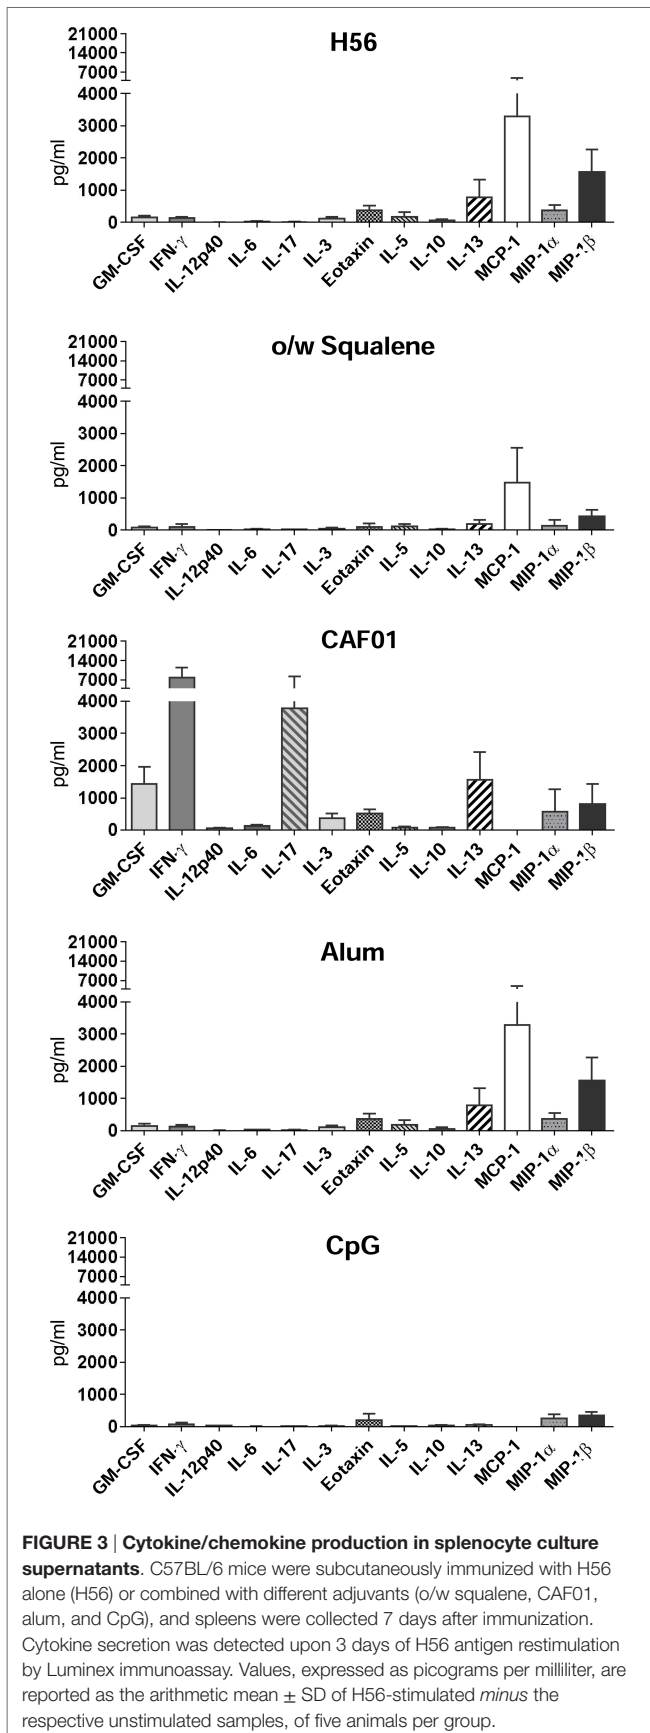 H56
21000
14000
7000
4000
3000
2000
1000
0
pg/ml
GM-CSF IFN-γ IL-12p40 IL-6 IL-17 IL-3 Eotaxin IL-5 IL-10 IL-13 MCP-1 MIP-1α MIP-1β
o/w Squalene
21000
14000
7000
4000
3000
2000
1000
0
pg/ml
GM-CSF IFN-γ IL-12p40 IL-6 IL-17 IL-3 Eotaxin IL-5 IL-10 IL-13 MCP-1 MIP-1α MIP-1β
CAF01
21000
14000
7000
4000
3000
2000
1000
0
pg/ml
GM-CSF IFN-γ IL-12p40 IL-6 IL-17 IL-3 Eotaxin IL-5 IL-10 IL-13 MCP-1 MIP-1α MIP-1β
Alum
21000
14000
7000
4000
3000
2000
1000
0
pg/ml
GM-CSF IFN-γ IL-12p40 IL-6 IL-17 IL-3 Eotaxin IL-5 IL-10 IL-13 MCP-1 MIP-1α MIP-1β
CpG
21000
14000
7000
4000
3000
2000
1000
0
pg/ml
GM-CSF IFN-γ IL-12p40 IL-6 IL-17 IL-3 Eotaxin IL-5 IL-10 IL-13 MCP-1 MIP-1α MIP-1β
FIGURE 3 | Cytokine/chemokine production in splenocyte culture
supernatants. C57BL/6 mice were subcutaneously immunized with H56
alone (H56) or combined with different adjuvants (o/w squalene, CAF01,
alum, and CpG), and spleens were collected 7 days after immunization.
Cytokine secretion was detected upon 3 days of H56 antigen restimulation
by Luminex immunoassay. Values, expressed as picograms per milliliter, are
reported as the arithmetic mean ± SD of H56-stimulated minus the
respective unstimulated samples, of five animals per group.